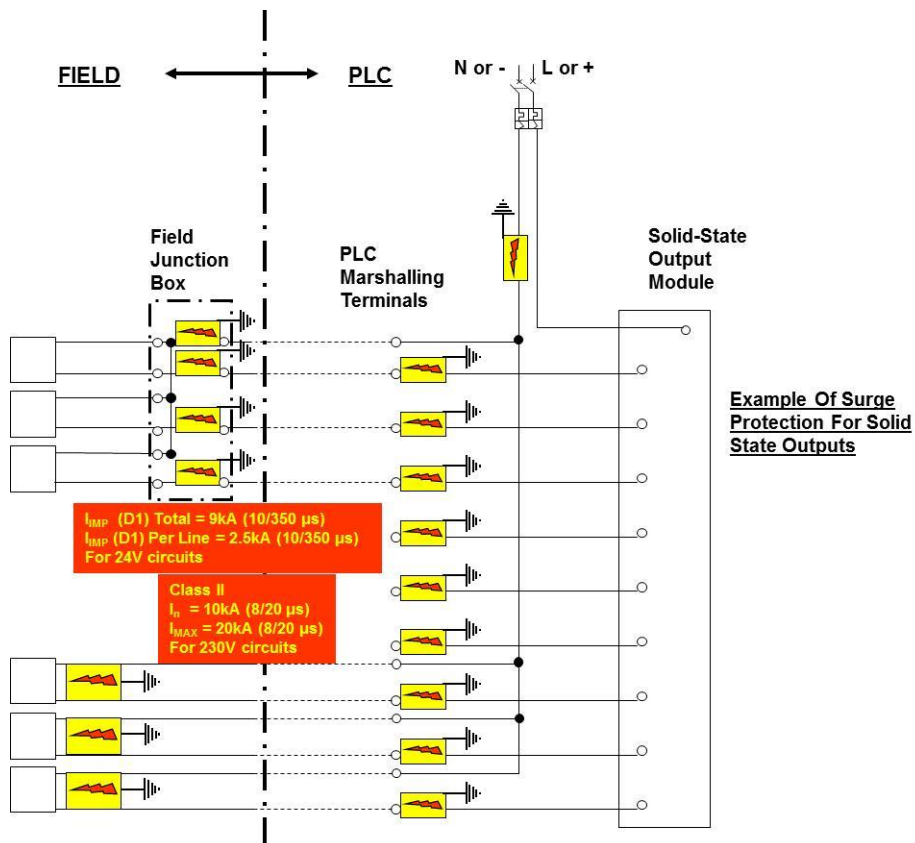 FIELD
PLC
N or -
L or +
Field
Junction
Box
PLC
Marshalling
Terminals
Solid-State
Output
Module
Example Of Surge
Protection For Solid
State Outputs
IIMP (D1) Total = 9kA (10/350 µs)
IIMP (D1) Per Line = 2.5kA (10/350 µs)
For 24V circuits
Class II
In = 10kA (8/20 µs)
IMAX = 20kA (8/20 µs)
For 230V circuits